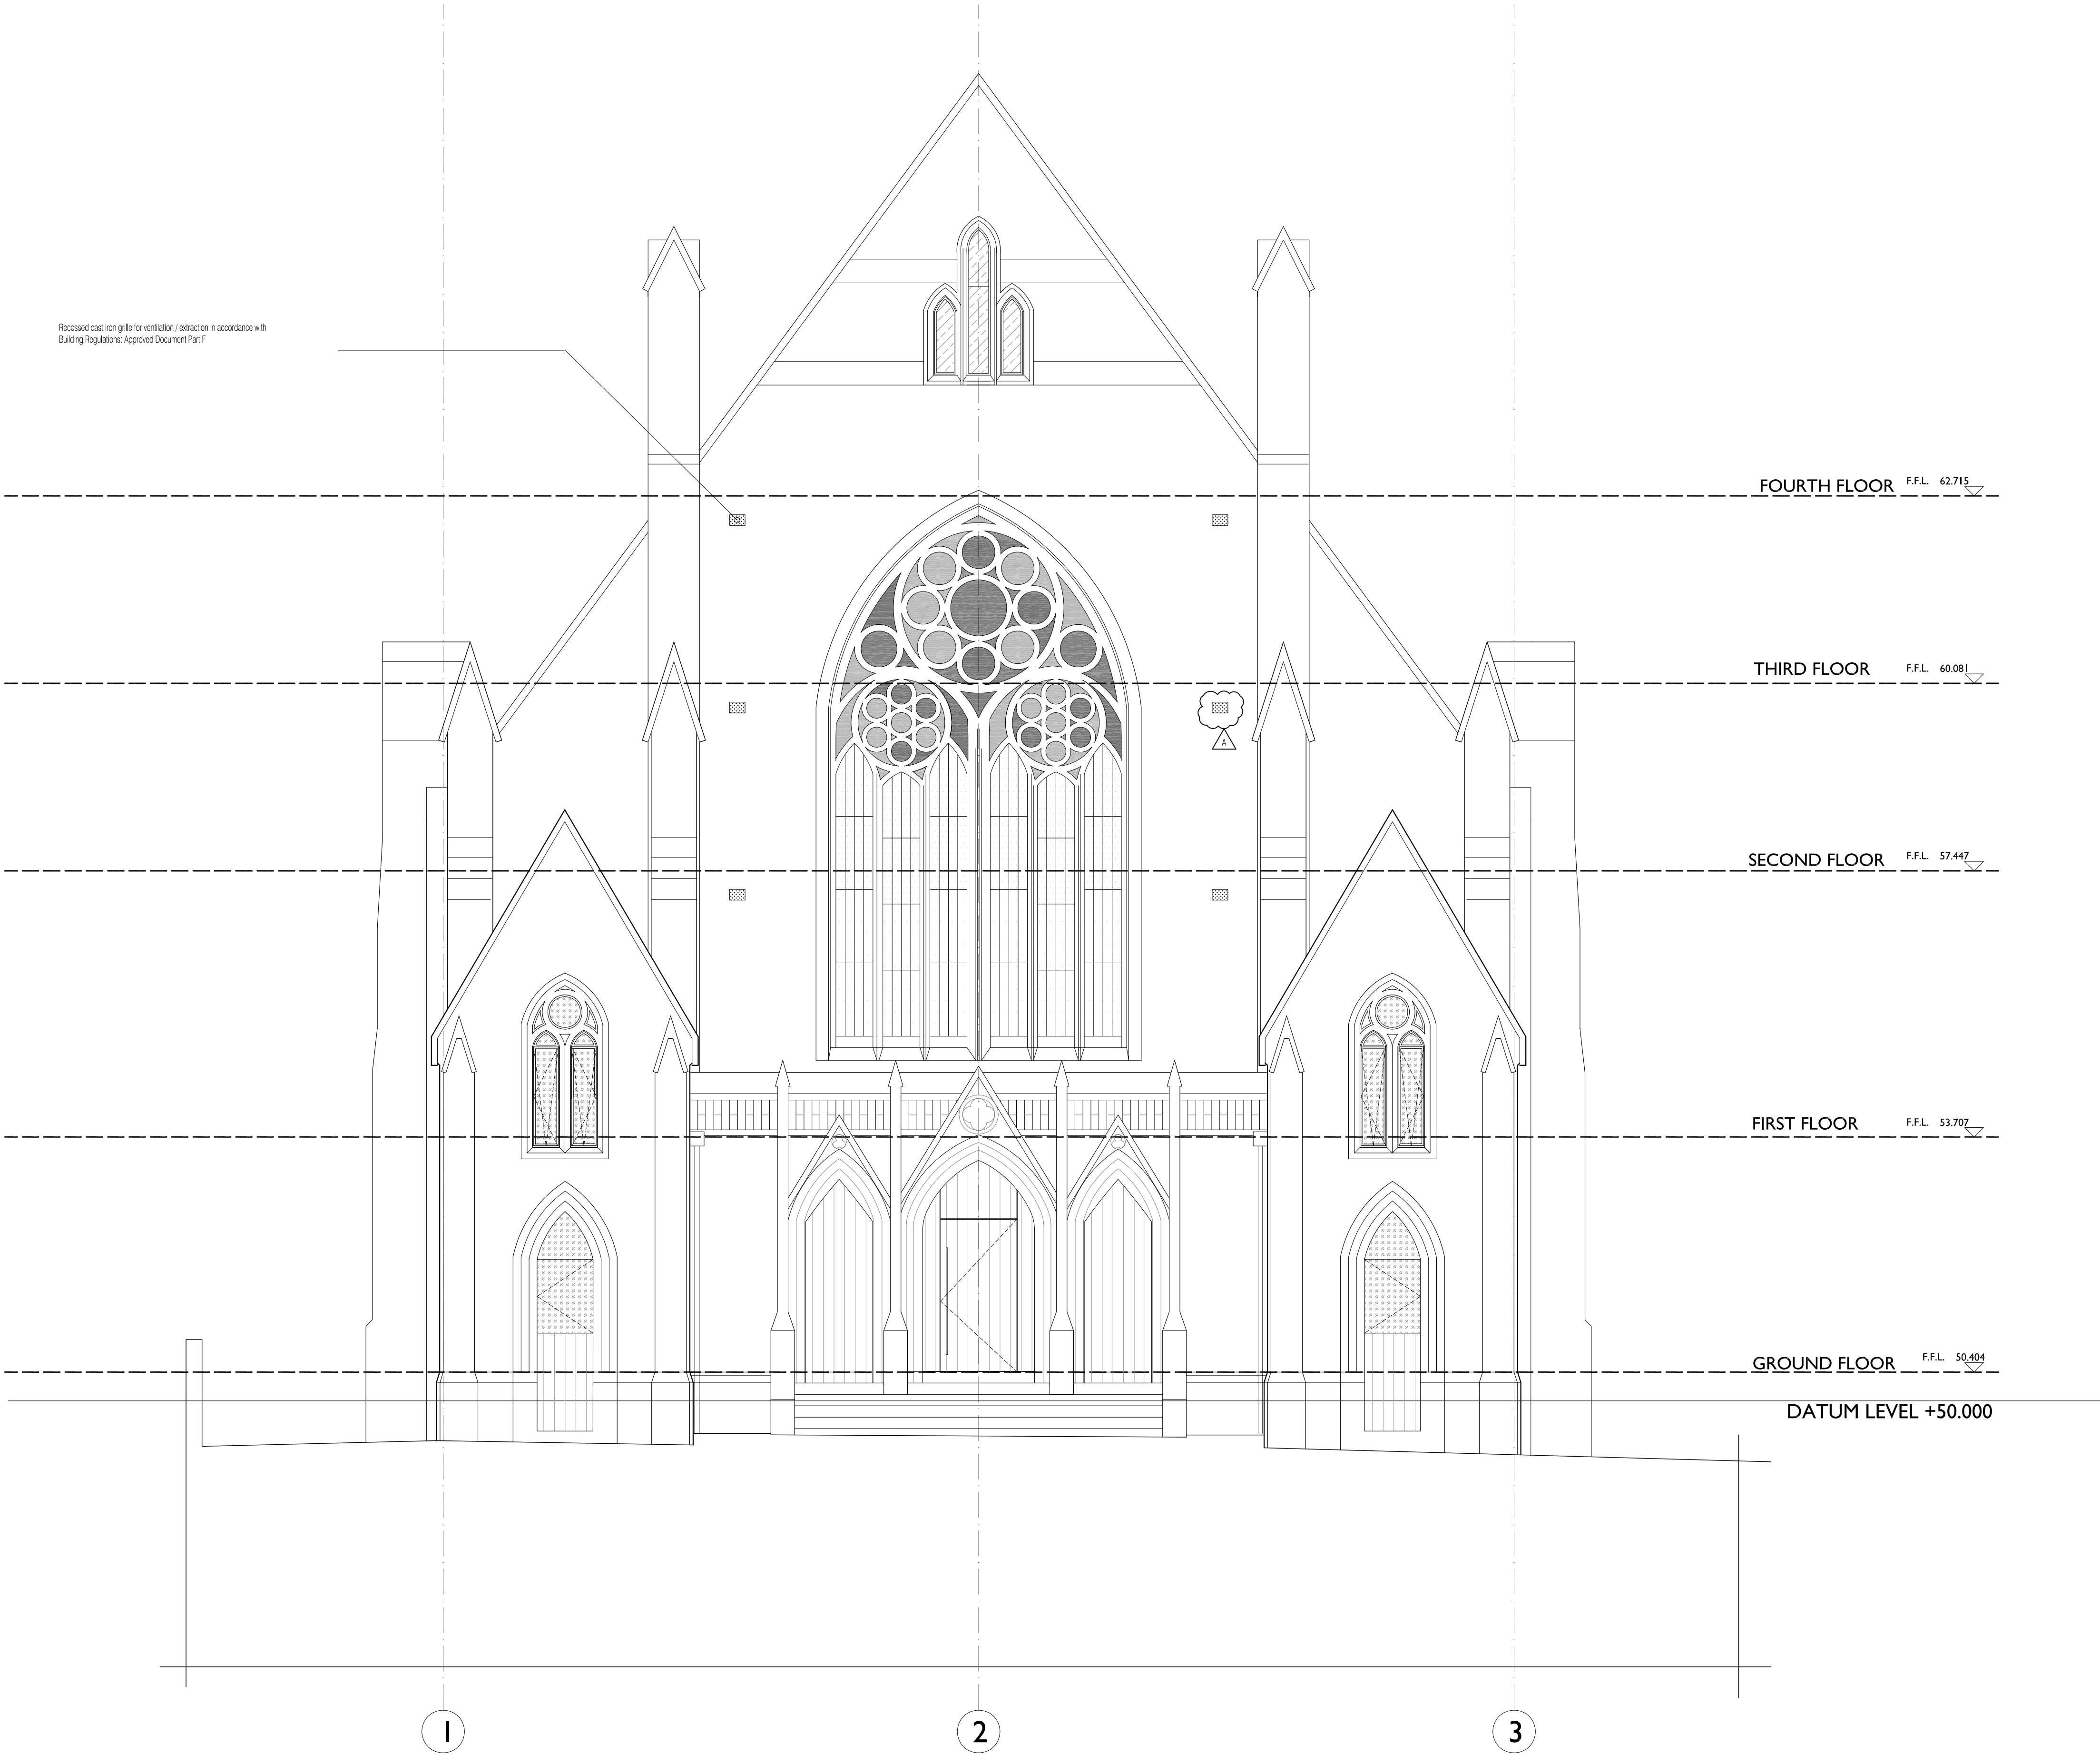 Recessed cast iron grille for ventilation / extraction in accordance with
Building Regulations: Approved Document Part F
FOURTH FLOOR F.F.L. 62.715
THIRD FLOOR F.F.L. 60.081
A
SECOND FLOOR F.F.L. 57.447
FIRST FLOOR F.F.L. 53.707
GROUND FLOOR F.F.L. 50.404
DATUM LEVEL +50.000
1 2 3